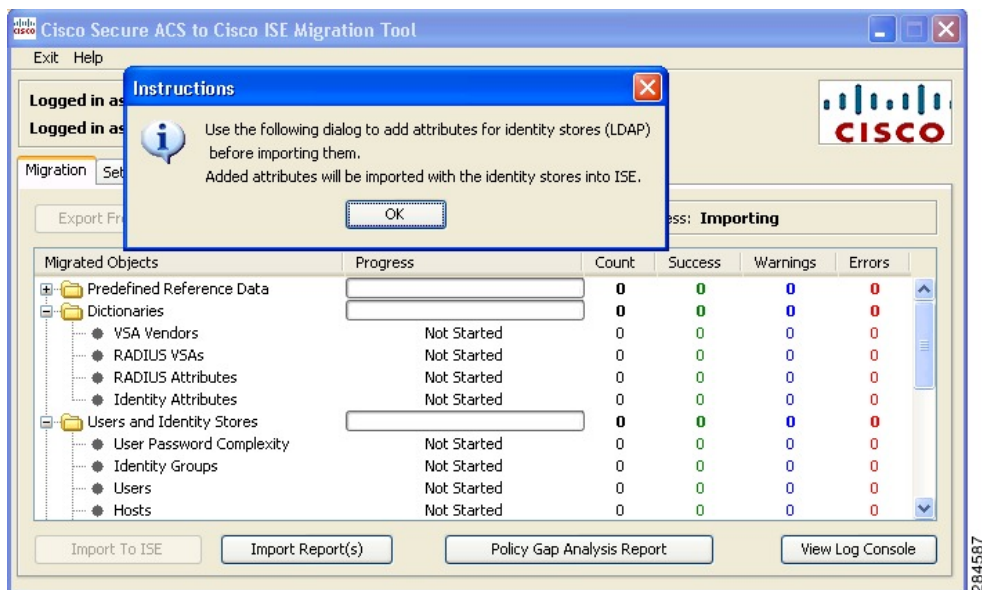 Cisco Secure ACS to Cisco ISE Migration Tool
Exit Help
Instructions
Logged in as
Logged in as
Use the following dialog to add attributes for identity stores (LDAP)
before importing them.
Added attributes will be imported with the identity stores into ISE.
OK
CISCO
Migration Set
Export Fr
ess: Importing
Migrated Objects Progress Count Success Warnings Errors
Predefined Reference Data 0 0 0 0
Dictionaries 0 0 0 0
VSA Vendors Not Started 0 0 0 0
RADIUS VSAs Not Started 0 0 0 0
RADIUS Attributes Not Started 0 0 0 0
Identity Attributes Not Started 0 0 0 0
Users and Identity Stores 0 0 0 0
User Password Complexity Not Started 0 0 0 0
Identity Groups Not Started 0 0 0 0
Users Not Started 0 0 0 0
Hosts Not Started 0 0 0 0
Import To ISE Import Report(s) Policy Gap Analysis Report View Log Console
284587